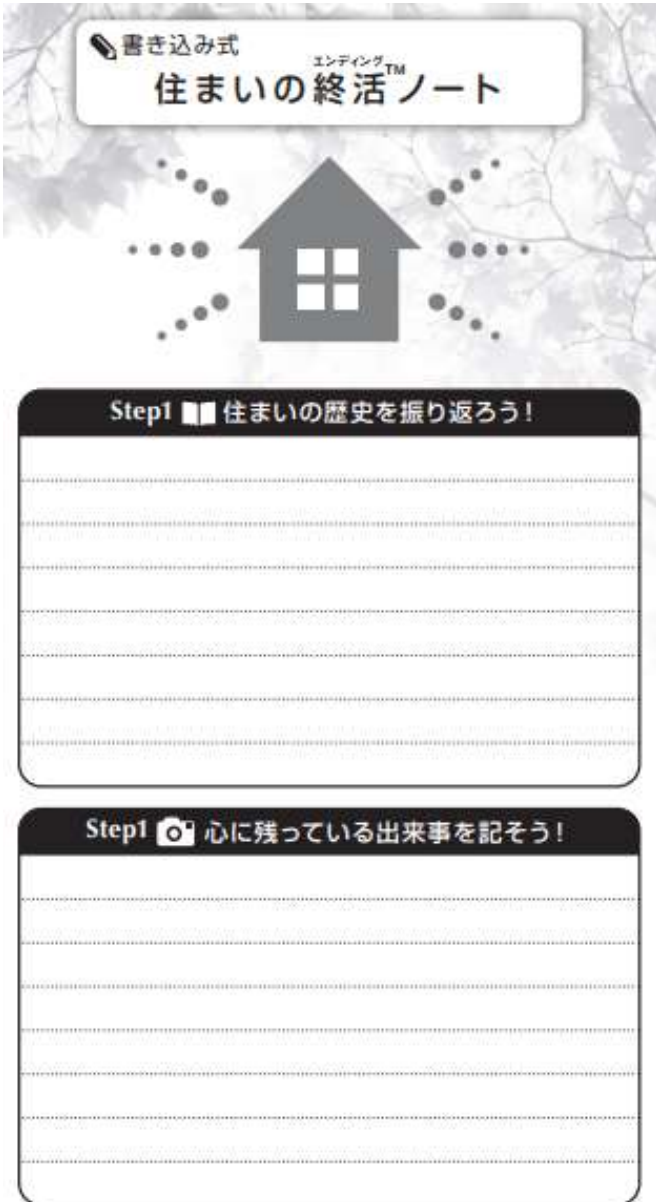 書き込み式
エンディング
住まいの終活™ノート
Step1 住まいの歴史を振り返ろう!
Step1 心に残っている出来事を記そう!